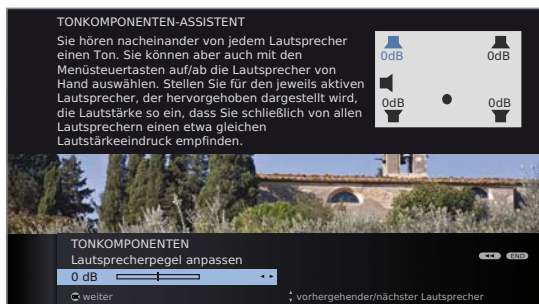 TONKOMPONENTEN-ASSISTENT
Sie hören nacheinander von jedem Lautsprecher
einen Ton. Sie können aber auch mit den
Menüsteuertasten auf/ab die Lautsprecher von
Hand auswählen. Stellen Sie für den jeweils aktiven
Lautsprecher, der hervorgehoben dargestellt wird,
die Lautstärke so ein, dass Sie schließlich von allen
Lautsprechern einen etwa gleichen
Lautstärkeeindruck empfinden.
0dB 0dB
0dB 0dB
TONKOMPONENTEN
Lautsprecherpegel anpassen
END
0 dB
OK weiter
vorhergehender/nächster Lautsprecher